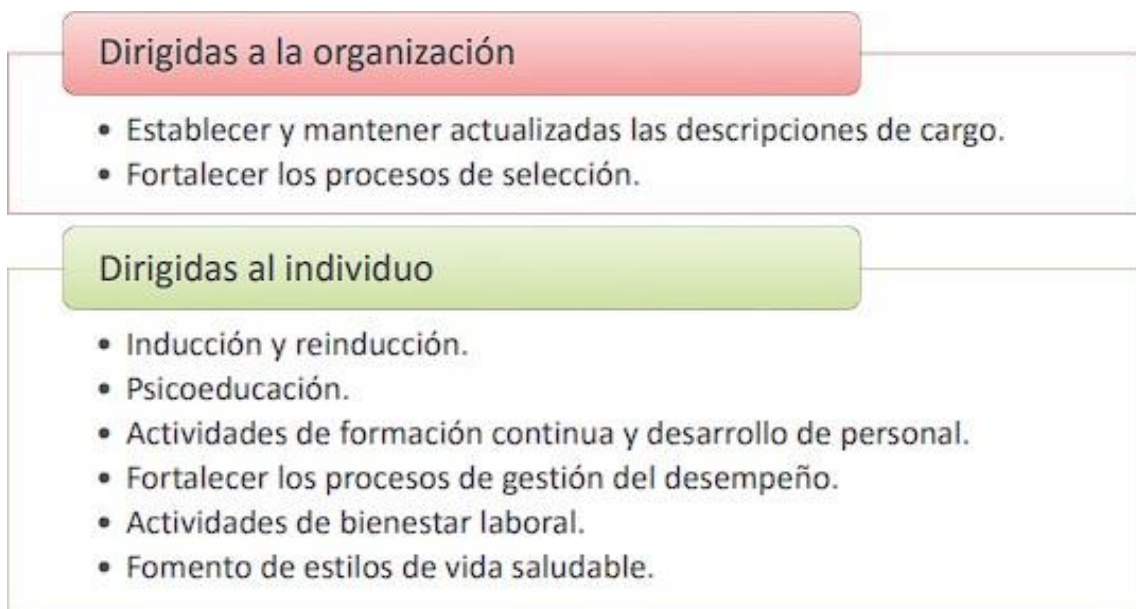 Dirigidas a la organización
• Establecer y mantener actualizadas las descripciones de cargo.
• Fortalecer los procesos de selección.
Dirigidas al individuo
• Inducción y reinducción.
• Psicoeducación.
• Actividades de formación continua y desarrollo de personal.
• Fortalecer los procesos de gestión del desempeño.
• Actividades de bienestar laboral.
• Fomento de estilos de vida saludable.